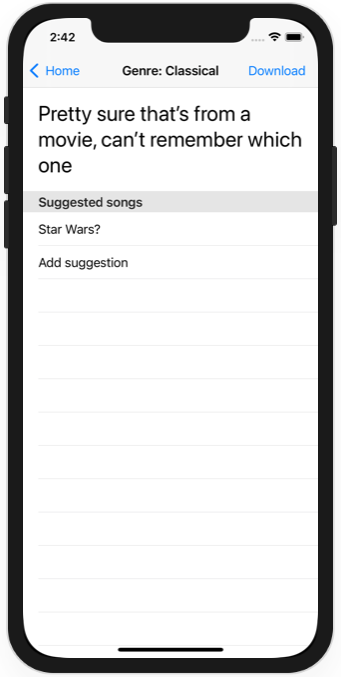 2:42
Home
Genre: Classical
Download
Pretty sure that's from a
movie, can't remember which
one
Suggested songs
Star Wars?
Add suggestion